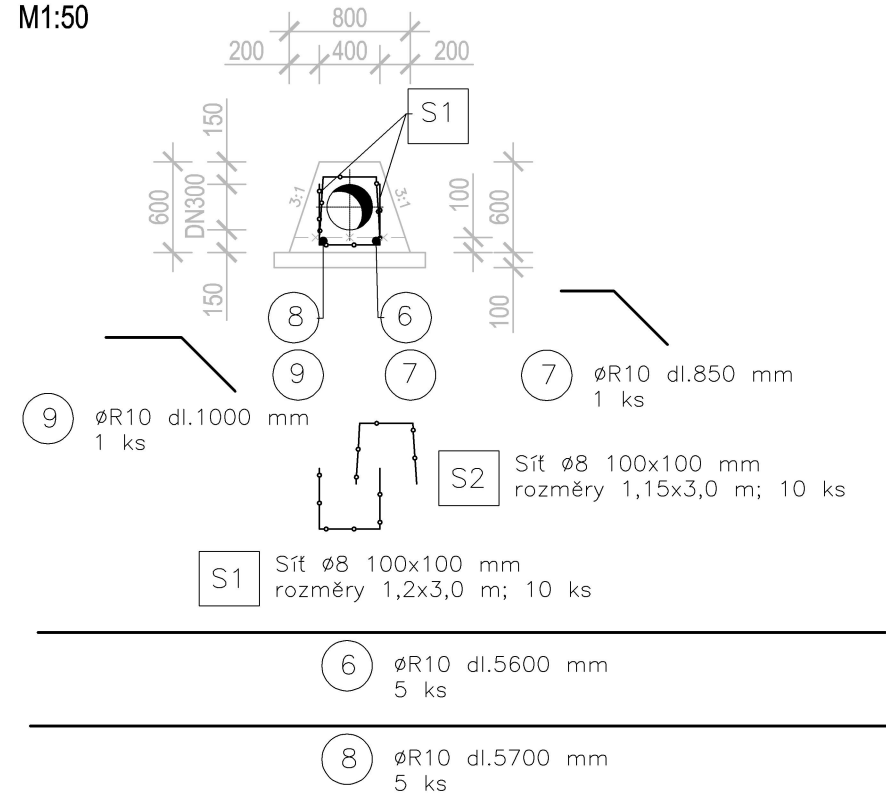 M1:50
800
200
400
200
S1
150
600
DN300
150
3:1
3:1
100
600
100
8
6
9
7
7
øR10 dl.850 mm
1 ks
9
øR10 dl.1000 mm
1 ks
S2
Síť ø8 100x100 mm
rozměry 1,15x3,0 m; 10 ks
S1
Síť ø8 100x100 mm
rozměry 1,2x3,0 m; 10 ks
6
øR10 dl.5600 mm
5 ks
8
øR10 dl.5700 mm
5 ks